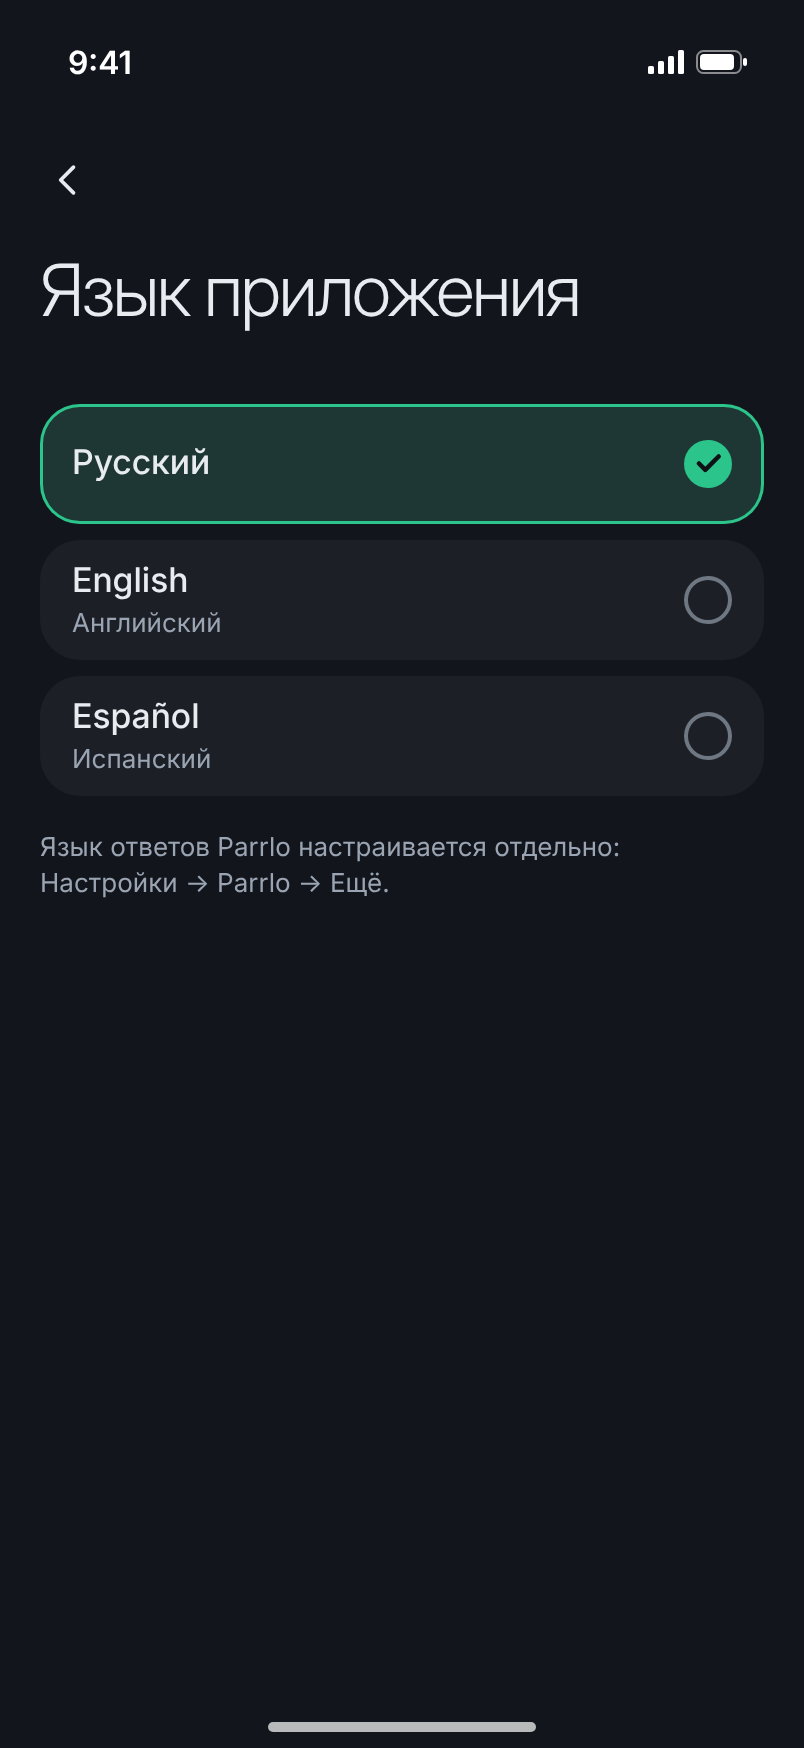 9:41
Язык приложения
Русский
English
Английский
Español
Испанский
Язык ответов Parrlo настраивается отдельно:
Настройки → Parrlo → Ещё.